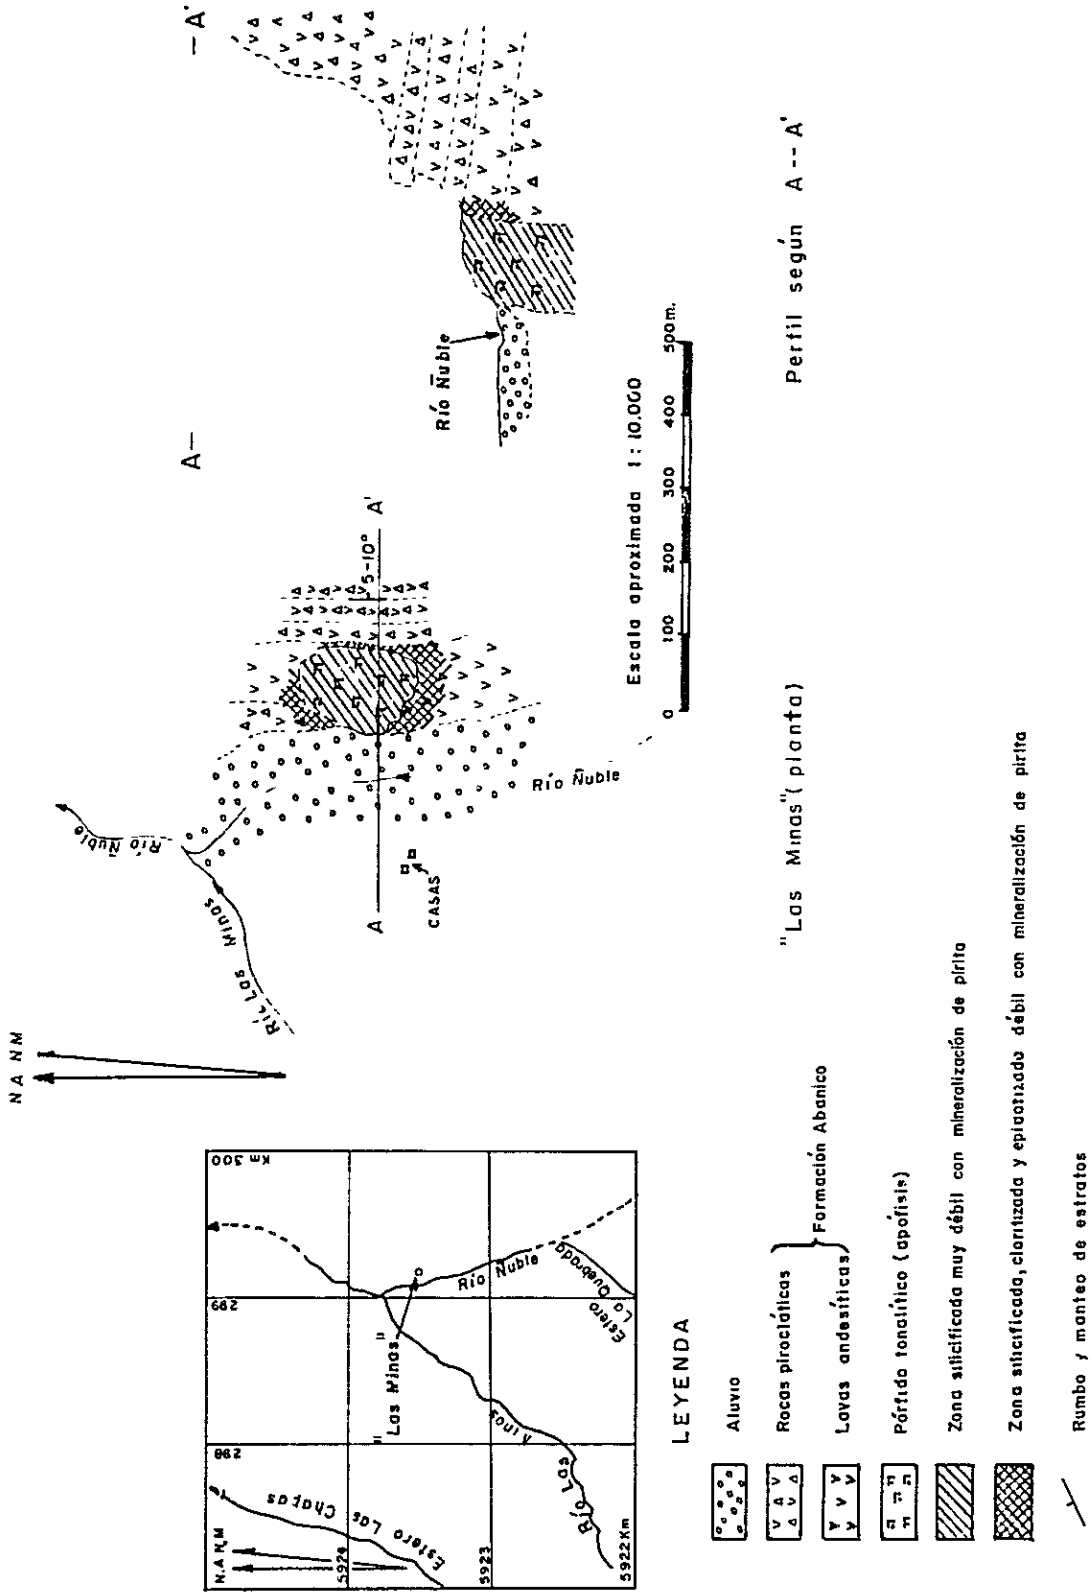 N A NM
RÍO LAS MINAS
Río Ñuble
A
A'
5-10°
CASAS
Río Ñuble
"Las Minas" (planta)
A—
—A'
Río Ñuble
Perfil según A--A'
Escala aproximada 1:10.000
0 100 200 300 400 500m.
N.A N.M
298
299
Km 300
5924
5923
5922 Km
Estero Las Chafas
"Las Minas"
Río Ñuble
Río Las Minas
Estero La Quebrada
LEYENDA
Aluvio
Rocas piroclásticas
Lavas andesíticas
Formación Abanico
Pórfido tonalítico (apófisis)
Zona silicificada muy débil con mineralización de pirita
Zona silicificada, cloritizada y epidotizada débil con mineralización de pirita
Rumbo y manteo de estratos